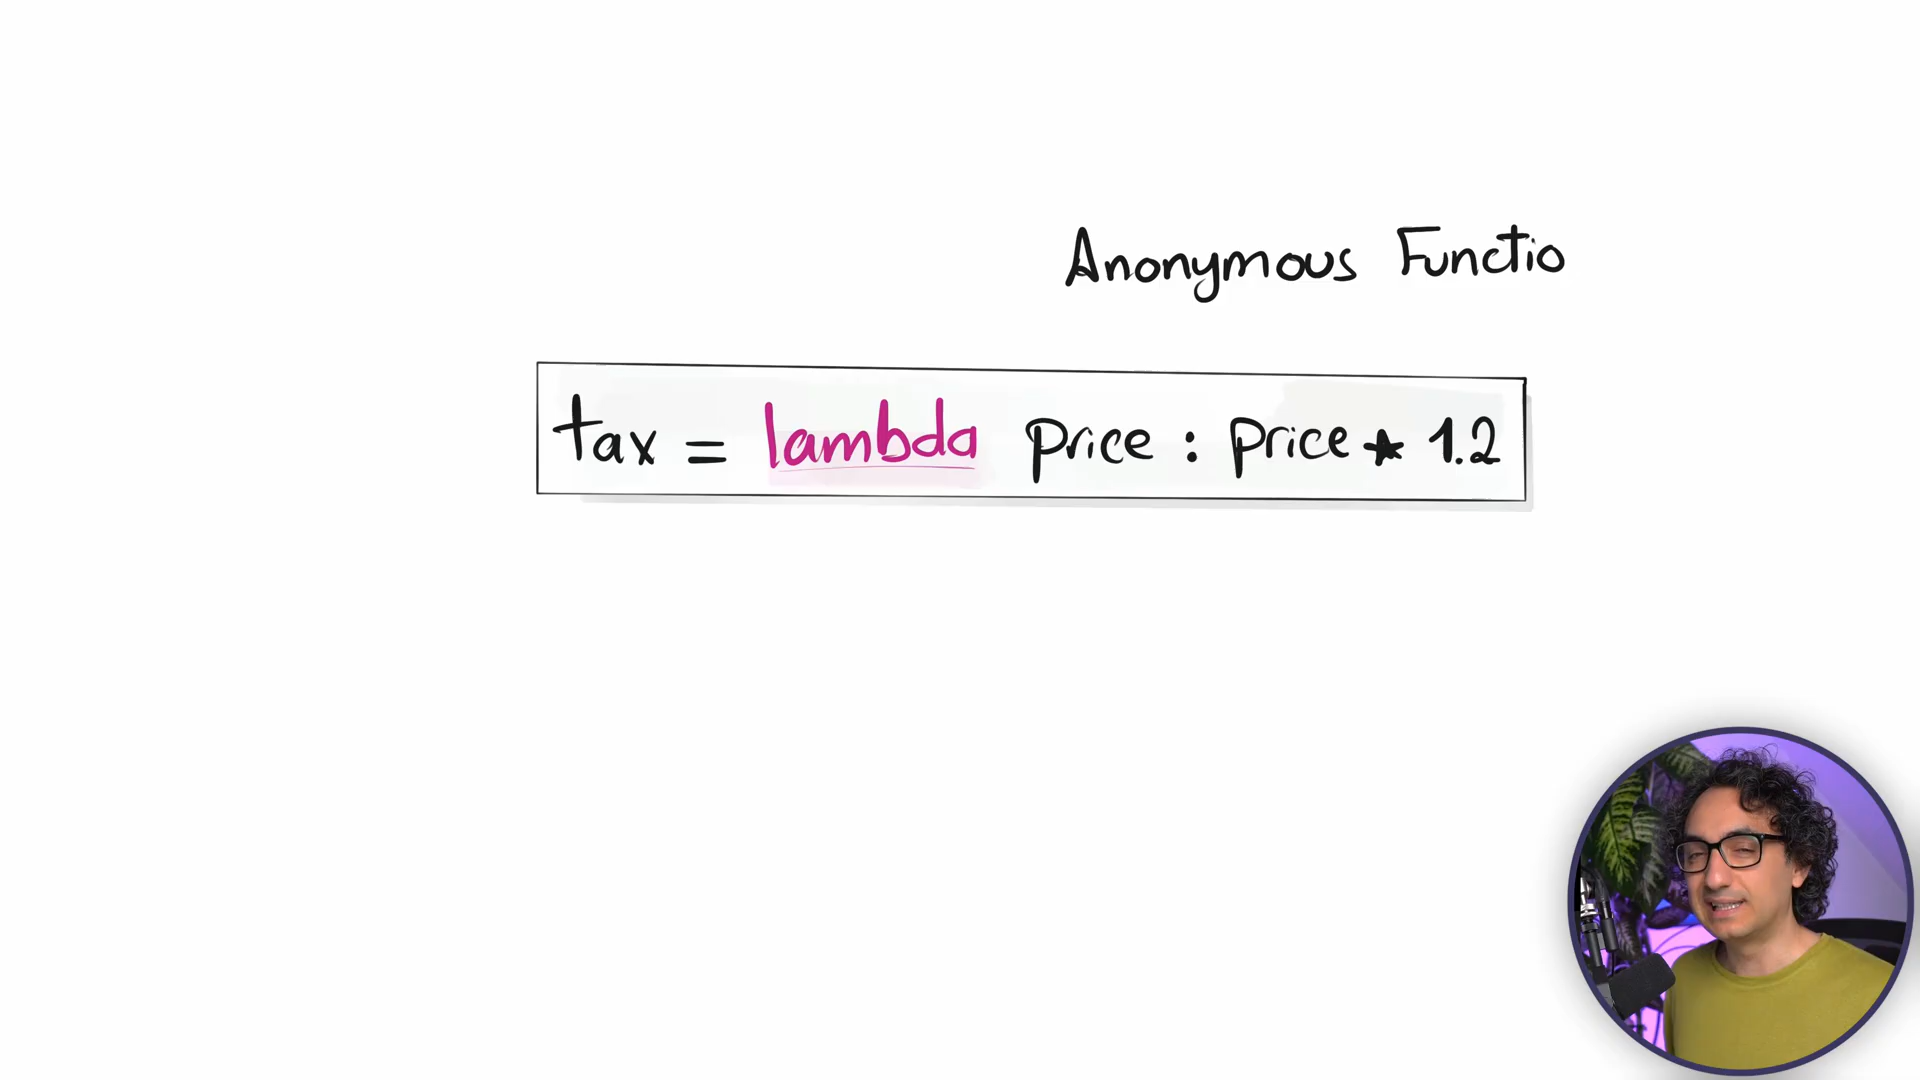 Anonymous Functio
tax = lambda price : price * 1.2